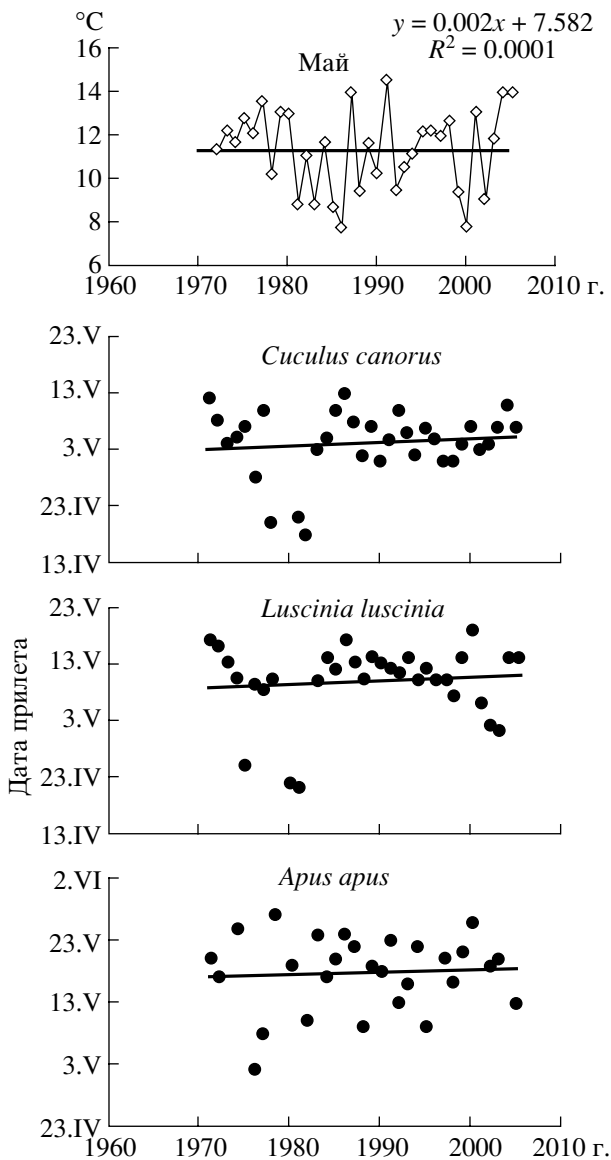 °C
y = 0.002x + 7.582
R² = 0.0001
Май
16
14
12
10
8
6
1960 1970 1980 1990 2000 2010 г.
Cuculus canorus
23.V
13.V
3.V
23.IV
13.IV
Luscinia luscinia
23.V
13.V
3.V
23.IV
13.IV
Дата прилета
Apus apus
2.VI
23.V
13.V
3.V
23.IV
1960 1970 1980 1990 2000 2010 г.